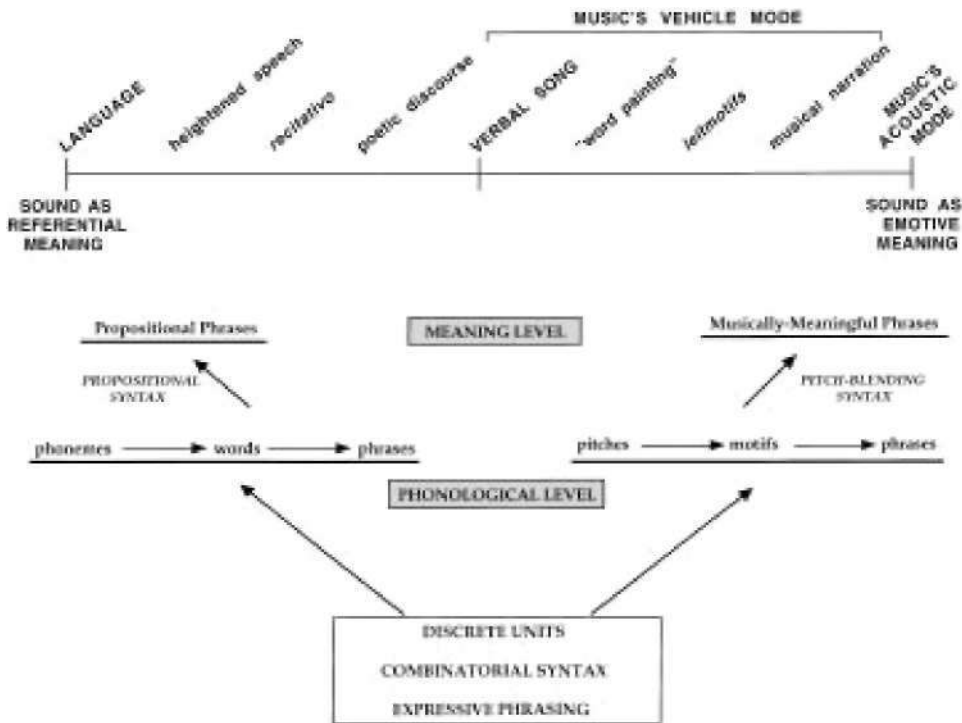 MUSIC'S VEHICLE MODE
LANGUAGE
heightened speech
recitativo
poetic discourse
VERBAL SONG
"word painting"
leitmotifs
musical narration
MUSIC'S
ACOUSTIC
MODE
SOUND AS
REFERENTIAL
MEANING
SOUND AS
EMOTIVE
MEANING
Propositional Phrases
MEANING LEVEL
Musically-Meaningful Phrases
PROPOSITIONAL
SYNTAX
PITCH-BLENDING
SYNTAX
phonemes words phrases
pitches motifs phrases
PHONOLOGICAL LEVEL
DISCRETE UNITS
COMBINATORIAL SYNTAX
EXPRESSIVE PHRASING